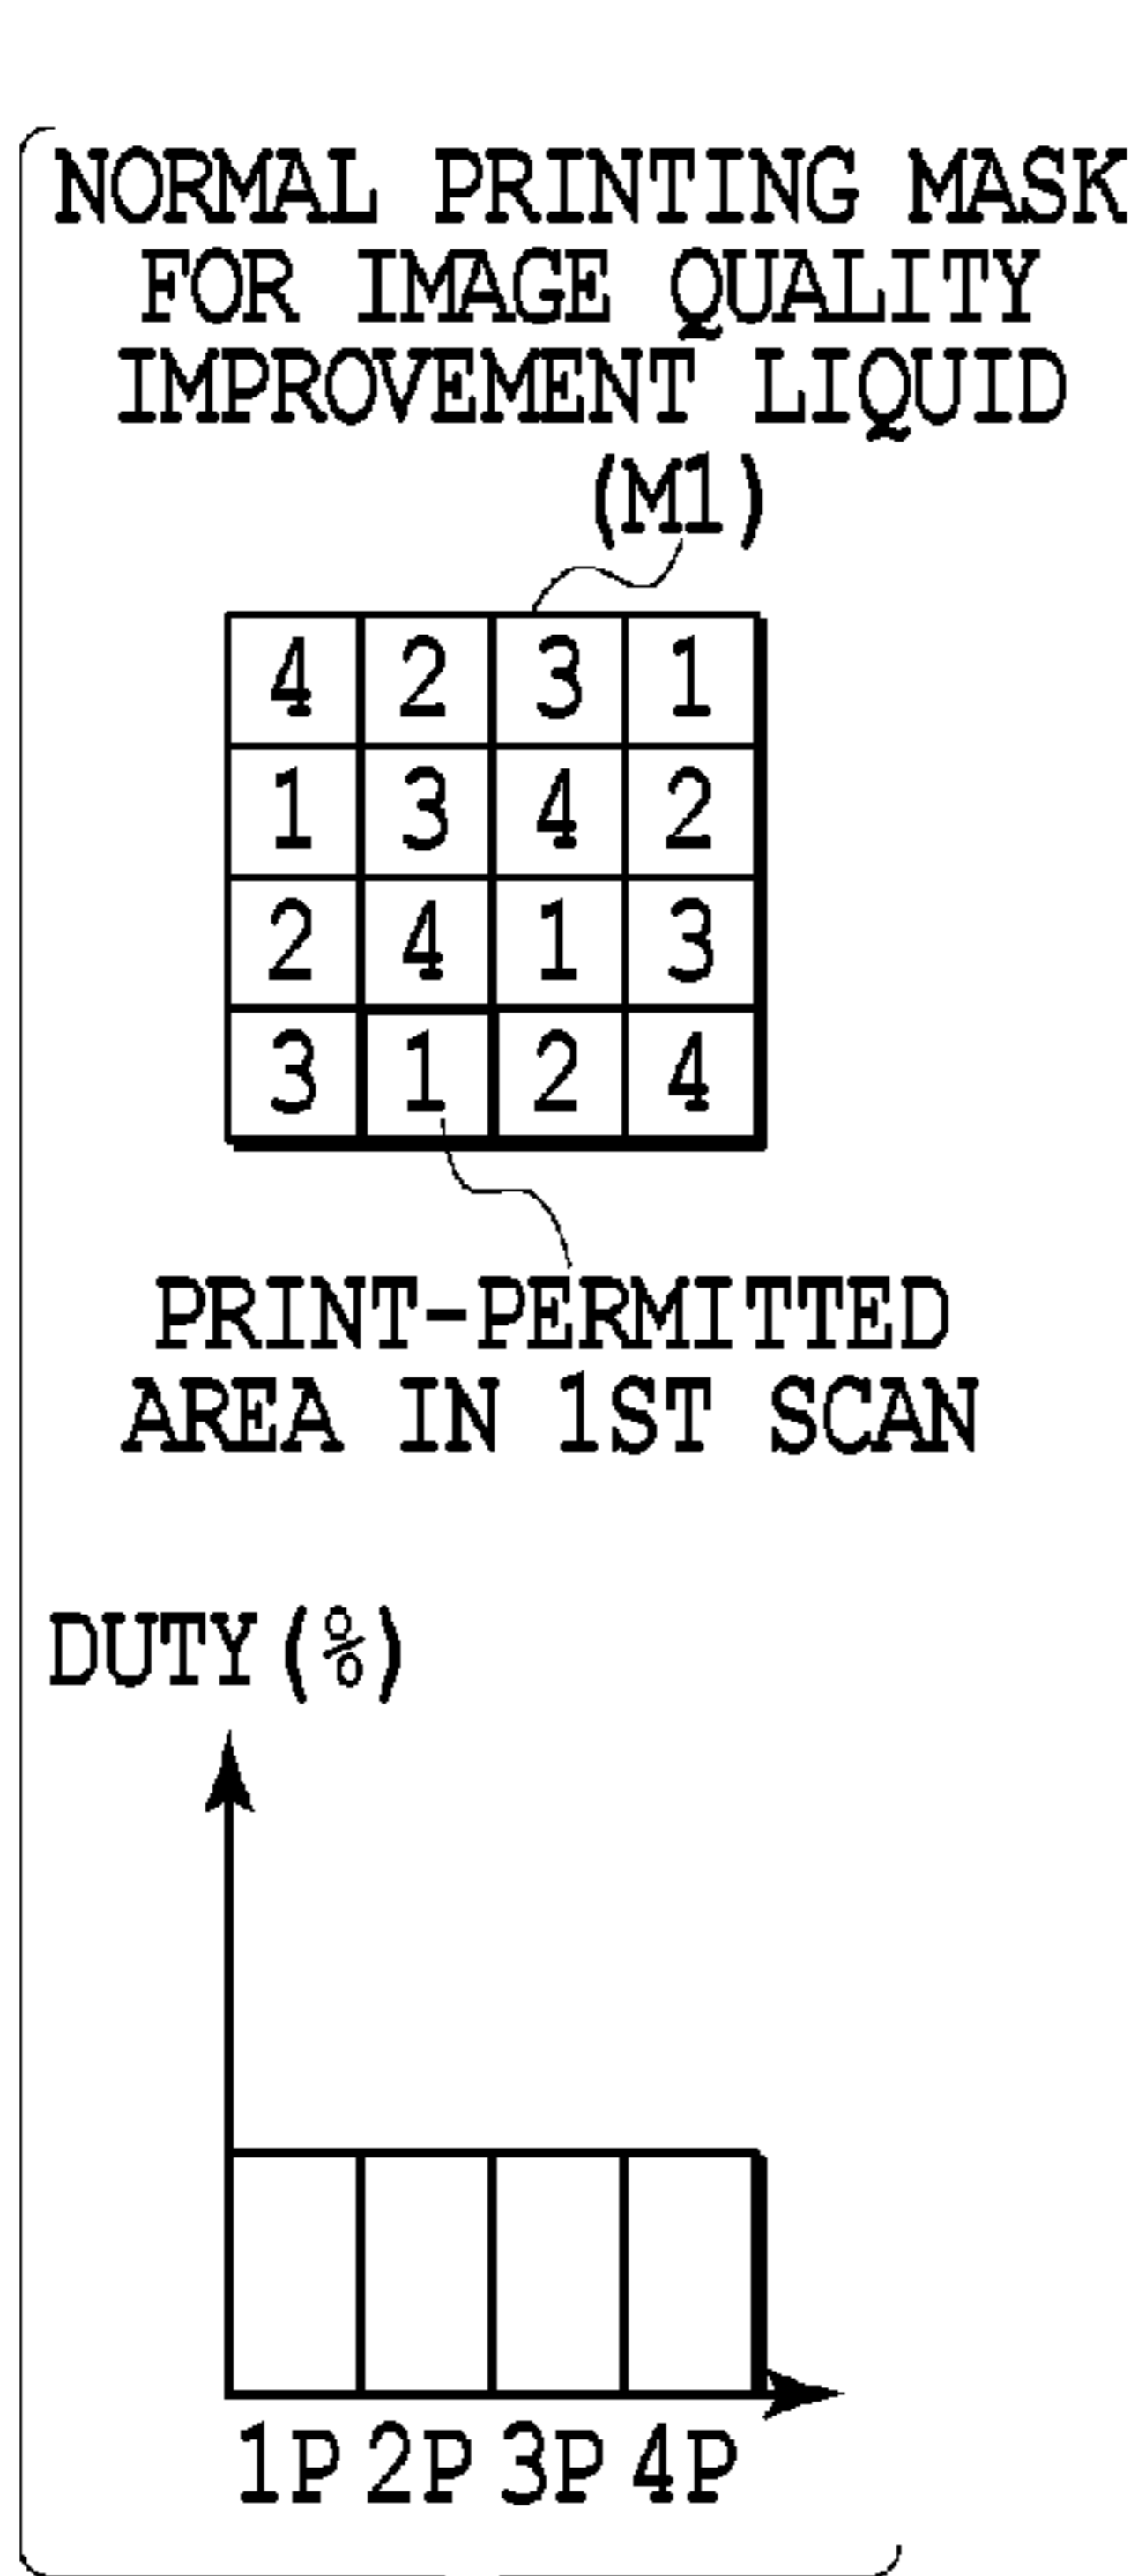 NORMAL PRINTING MASK
FOR IMAGE QUALITY
IMPROVEMENT LIQUID
(M1)
4 2 3 1
1 3 4 2
2 4 1 3
3 1 2 4
PRINT-PERMITTED
AREA IN 1ST SCAN
DUTY(%)
1P 2P 3P 4P